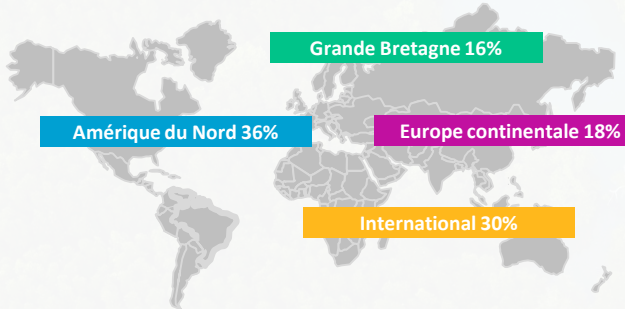 Grande Bretagne 16%
Amérique du Nord 36%
Europe continentale 18%
International 30%